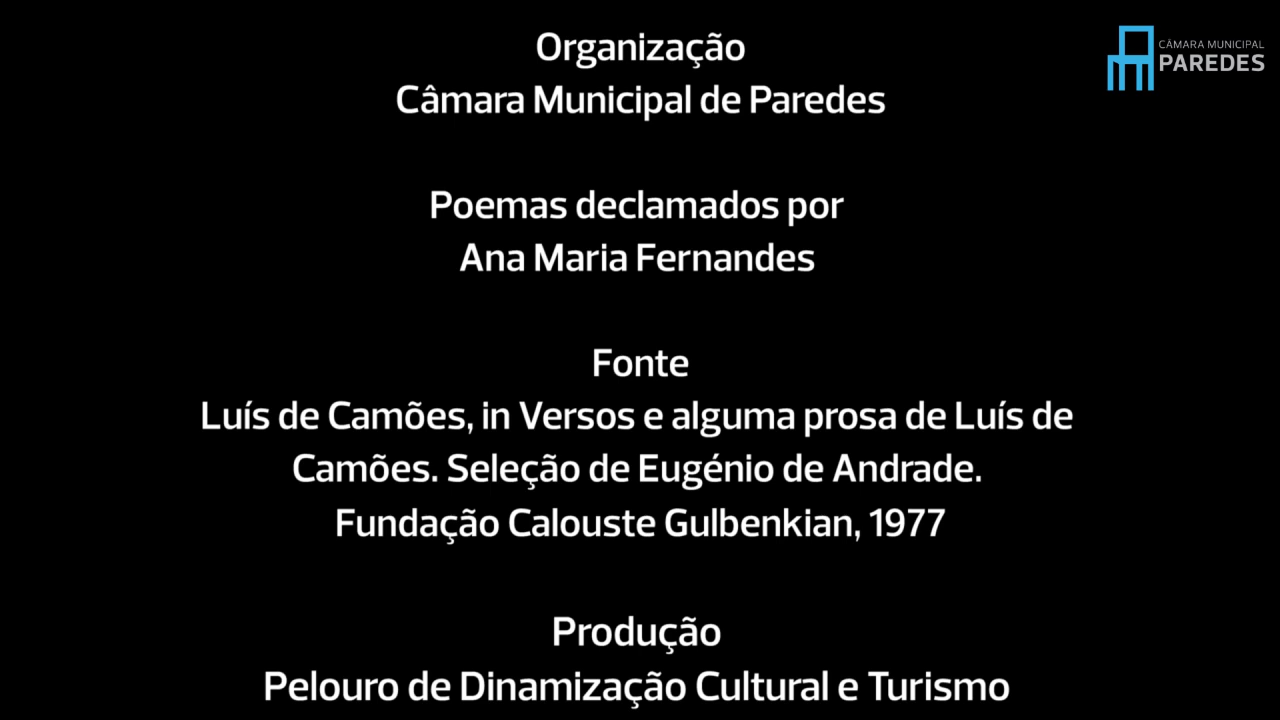 CÂMARA MUNICIPAL
PAREDES
Organização
Câmara Municipal de Paredes
Poemas declamados por
Ana Maria Fernandes
Fonte
Luís de Camões, in Versos e alguma prosa de Luís de
Camões. Seleção de Eugénio de Andrade.
Fundação Calouste Gulbenkian, 1977
Produção
Pelouro de Dinamização Cultural e Turismo